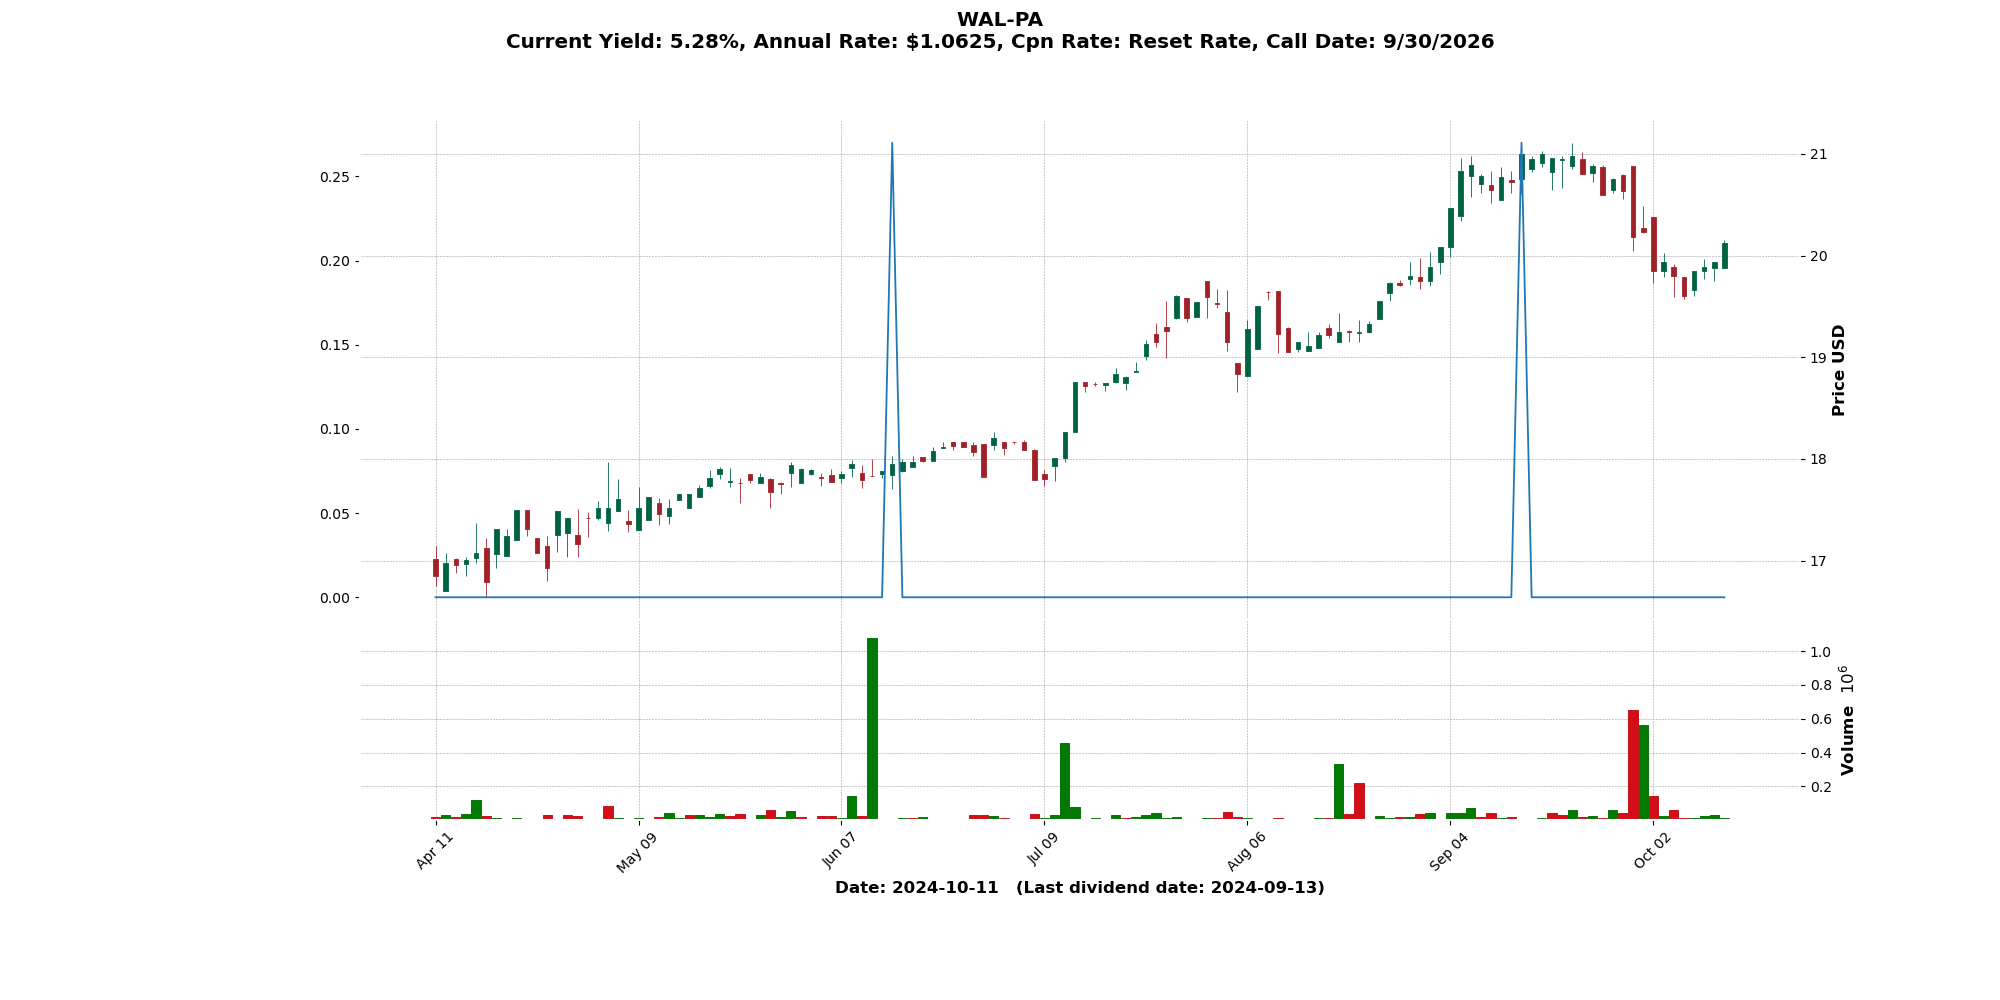 WAL-PA
Current Yield: 5.28%, Annual Rate: $1.0625, Cpn Rate: Reset Rate, Call Date: 9/30/2026
0.25
0.20
0.15
0.10
0.05
0.00
21
20
19
18
17
Price USD
1.0
0.8
0.6
0.4
0.2
Volume 10^6
Apr 11
May 09
Jun 07
Jul 09
Aug 06
Sep 04
Oct 02
Date: 2024-10-11 (Last dividend date: 2024-09-13)